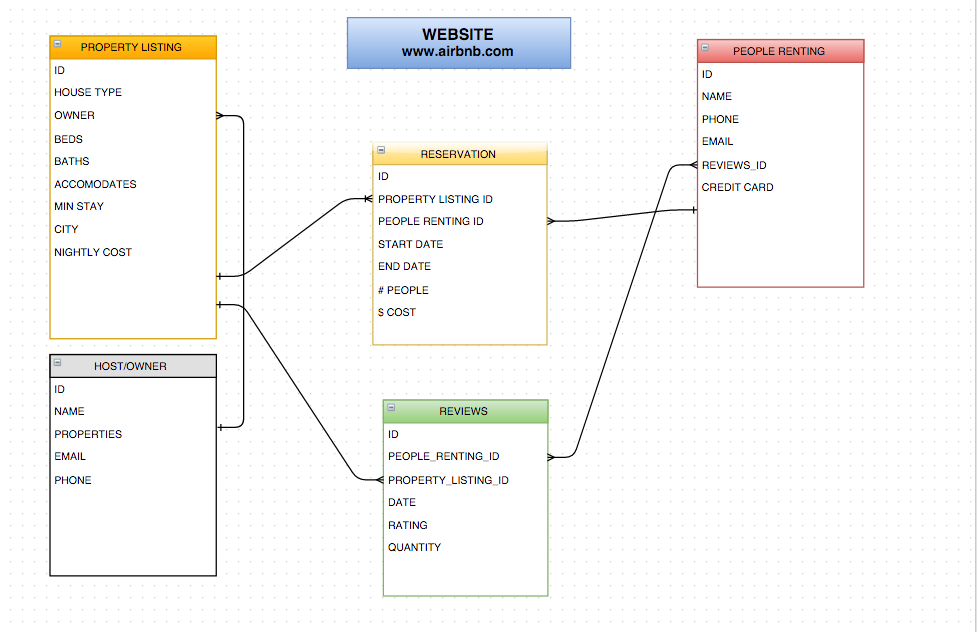 WEBSITE
www.airbnb.com
PROPERTY LISTING
ID
HOUSE TYPE
OWNER
BEDS
BATHS
ACCOMODATES
MIN STAY
CITY
NIGHTLY COST
HOST/OWNER
ID
NAME
PROPERTIES
EMAIL
PHONE
RESERVATION
ID
PROPERTY LISTING ID
PEOPLE RENTING ID
START DATE
END DATE
# PEOPLE
$ COST
REVIEWS
ID
PEOPLE_RENTING_ID
PROPERTY_LISTING_ID
DATE
RATING
QUANTITY
PEOPLE RENTING
ID
NAME
PHONE
EMAIL
REVIEWS_ID
CREDIT CARD